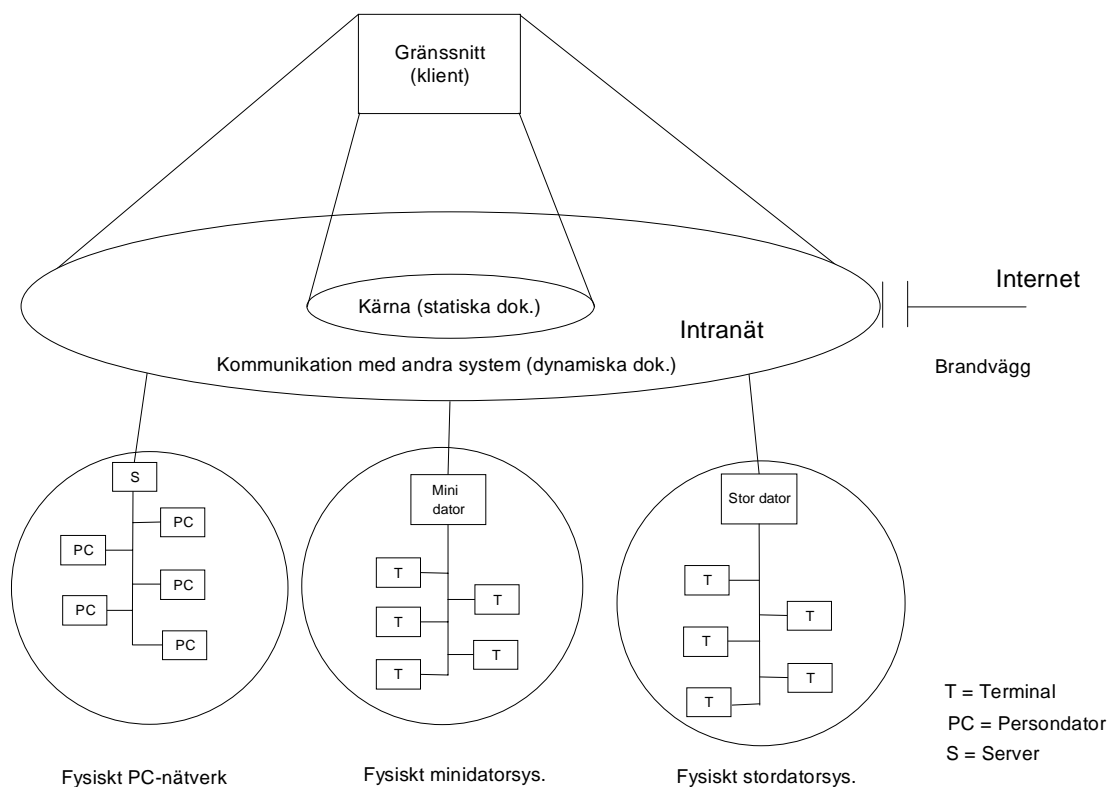 Gränssnitt
(klient)
Internet
Kärna (statiska dok.)
Intranät
Kommunikation med andra system (dynamiska dok.)
Brandvägg
S
PC
PC
PC
PC
PC
Mini
dator
T
T
T
T
T
Stor dator
T
T
T
T
T
T = Terminal
PC = Persondator
S = Server
Fysiskt PC-nätverk
Fysiskt minidatorsys.
Fysiskt stordatorsys.